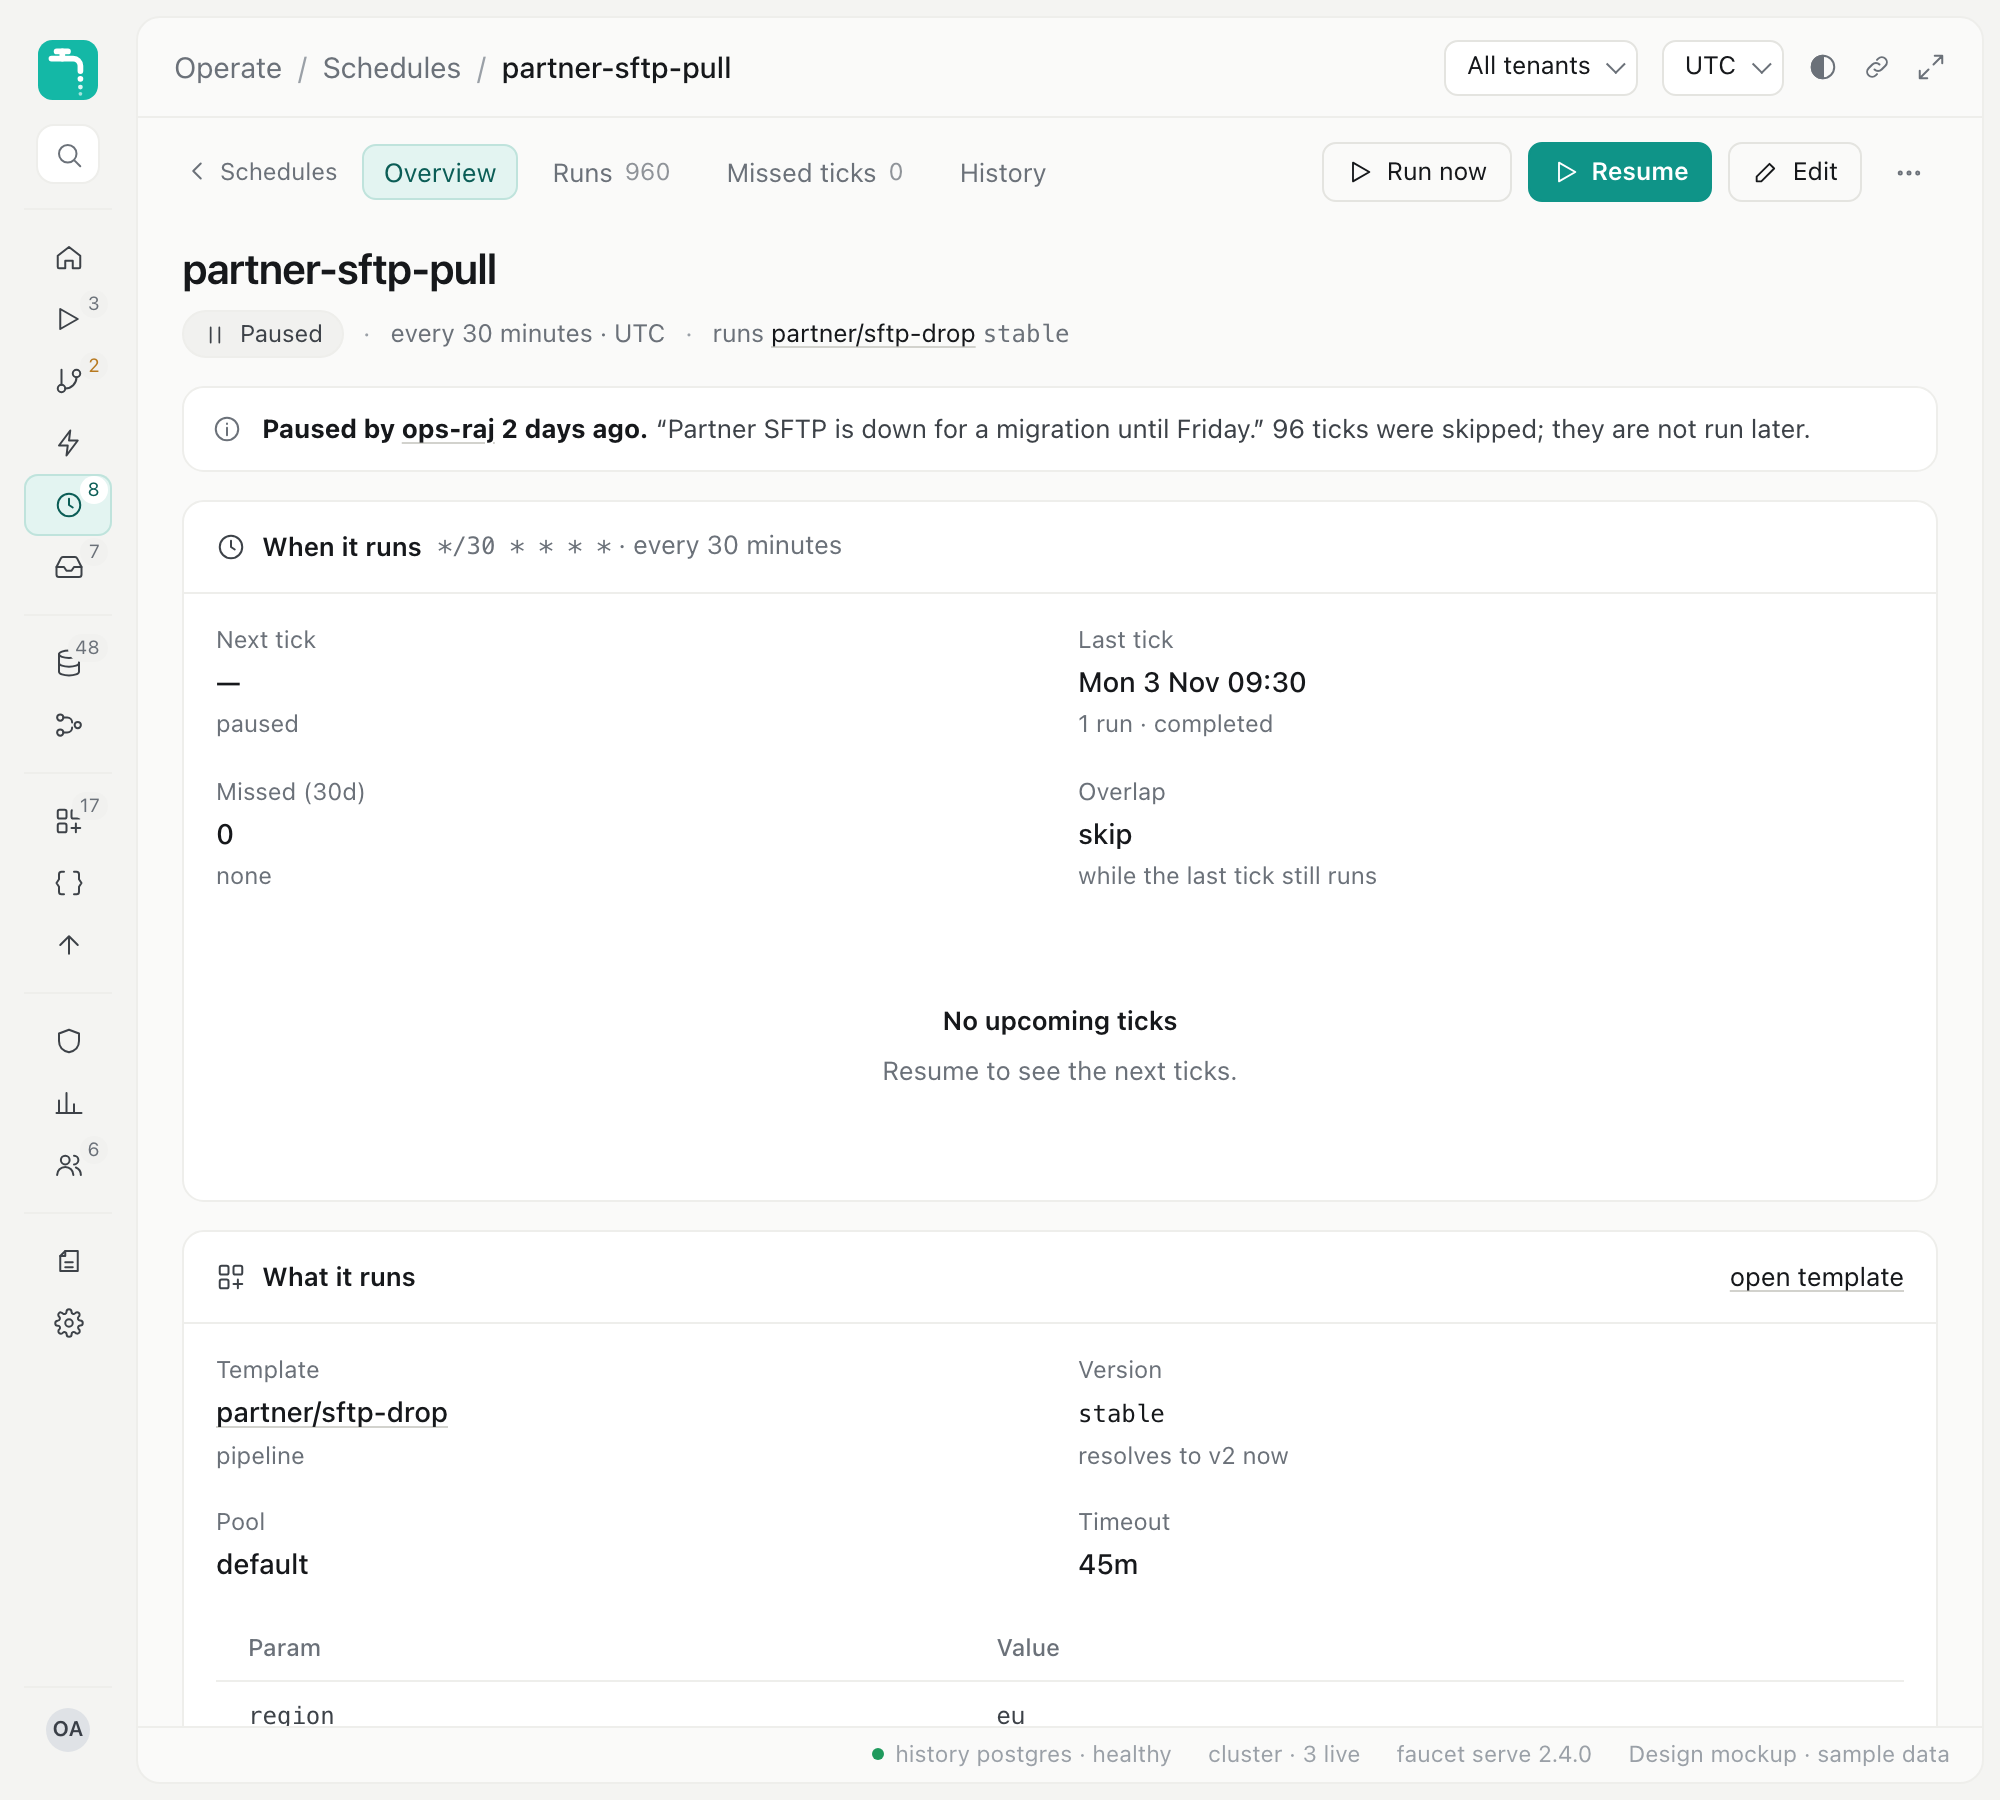 Operate / Schedules / partner-sftp-pull
All tenants
UTC
Schedules
Overview
Runs 960
Missed ticks 0
History
Run now
Resume
Edit
3
2
8
7
48
17
6
OA
partner-sftp-pull
Paused · every 30 minutes · UTC · runs partner/sftp-drop stable
Paused by ops-raj 2 days ago. “Partner SFTP is down for a migration until Friday.” 96 ticks were skipped; they are not run later.
When it runs */30 * * * * · every 30 minutes
Next tick
—
paused
Last tick
Mon 3 Nov 09:30
1 run · completed
Missed (30d)
0
none
Overlap
skip
while the last tick still runs
No upcoming ticks
Resume to see the next ticks.
What it runs
open template
Template
partner/sftp-drop
pipeline
Version
stable
resolves to v2 now
Pool
default
Timeout
45m
Param
Value
region
eu
history postgres · healthy
cluster · 3 live
faucet serve 2.4.0
Design mockup · sample data